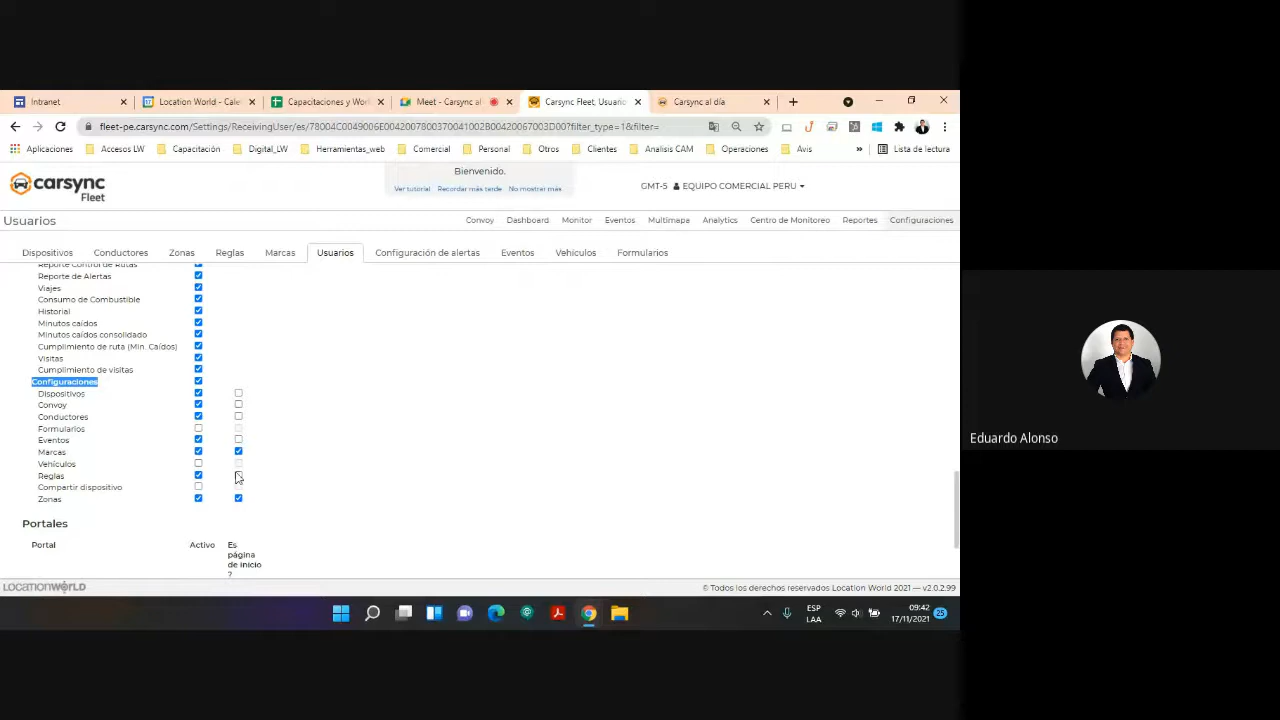 Intranet
Location World - Cale
Capacitaciones y Worl
Meet - Carsync al
Carsync Fleet, Usuario
Carsync al día
fleet-pe.carsync.com/Settings/ReceivingUser/es/78004C0049006E0042007800370041002B00420067003D00?filter_type=1&filter=
Aplicaciones
Accesos LW
Capacitación
Digital_LW
Herramientas_web
Comercial
Personal
Otros
Clientes
Analisis CAM
Operaciones
Avis
»
Lista de lectura
carsync
Fleet
Bienvenido.
Ver tutorial Recordar más tarde No mostrar más
GMT-5 EQUIPO COMERCIAL PERU
Usuarios
Convoy Dashboard Monitor Eventos Multimapa Analytics Centro de Monitoreo Reportes Configuraciones
Dispositivos Conductores Zonas Reglas Marcas Usuarios Configuración de alertas Eventos Vehículos Formularios
Reporte Control de Rutas
Reporte de Alertas
Viajes
Consumo de Combustible
Historial
Minutos caídos
Minutos caídos consolidado
Cumplimiento de ruta (Min. Caídos)
Visitas
Cumplimiento de visitas
Configuraciones
Dispositivos
Convoy
Conductores
Formularios
Eventos
Marcas
Vehículos
Reglas
Compartir dispositivo
Zonas
Portales
Portal Activo Es
página
de inicio
?
LOCATIONWORLD
© Todos los derechos reservados Location World 2021 — v2.0.2.99
ESP
LAA
09:42
17/11/2021
25
Eduardo Alonso